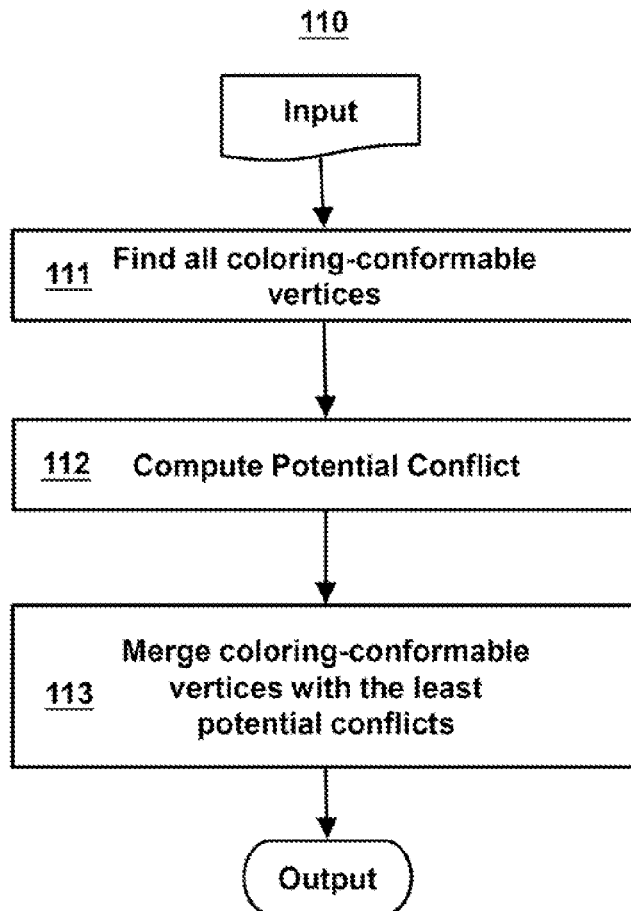 110
Input
111 Find all coloring-conformable
vertices
112 Compute Potential Conflict
Merge coloring-conformable
113 vertices with the least
potential conflicts
Output